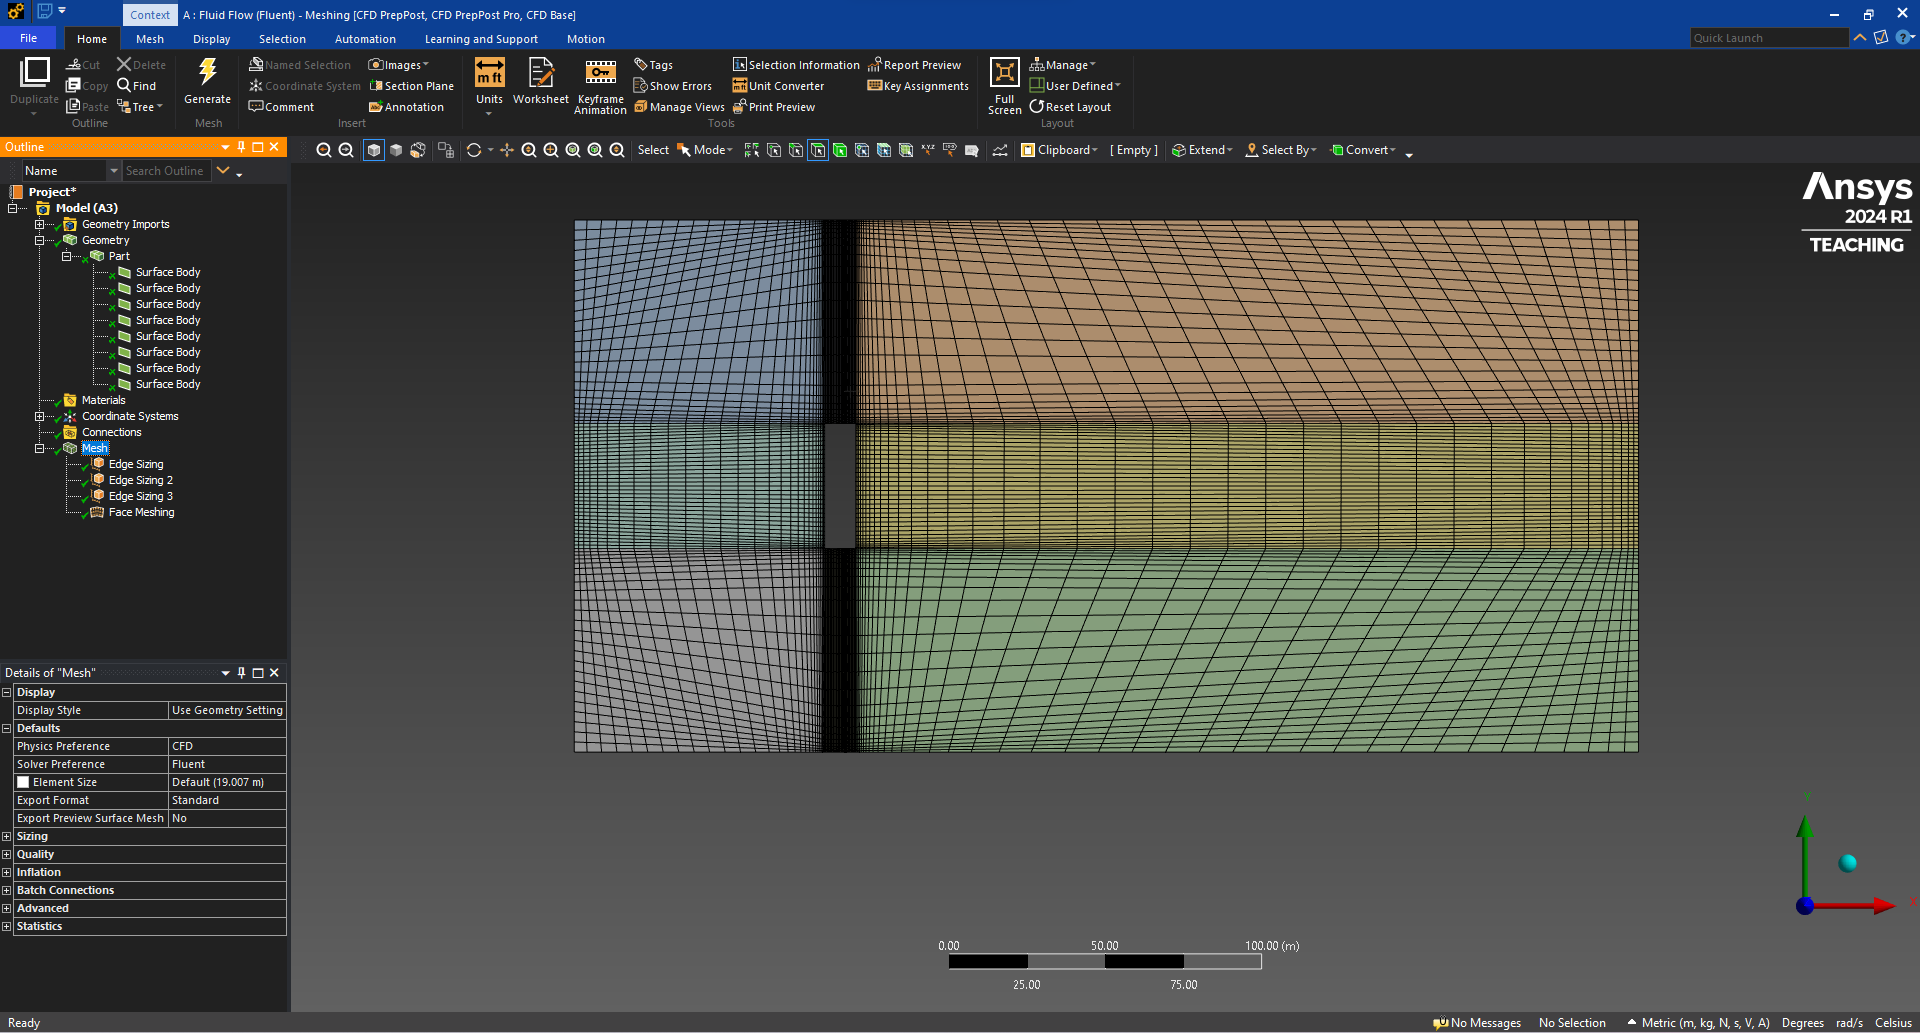 Context A : Fluid Flow (Fluent) - Meshing [CFD PrepPost, CFD PrepPost Pro, CFD Base]
File Home Mesh Display Selection Automation Learning and Support Motion Quick Launch
Duplicate
Cut
Copy
Paste
Delete
Find
Tree
Outline
Generate
Mesh
Named Selection
Coordinate System
Comment
Images
Section Plane
Annotation
Insert
m ft
Units
Worksheet
Keyframe
Animation
Tags
Show Errors
Manage Views
Selection Information
Unit Converter
Print Preview
Report Preview
Key Assignments
Tools
Full
Screen
Manage
User Defined
Reset Layout
Layout
Outline
Name Search Outline
Select Mode Clipboard [ Empty ] Extend Select By Convert
Project*
Model (A3)
Geometry Imports
Geometry
Part
Surface Body
Surface Body
Surface Body
Surface Body
Surface Body
Surface Body
Surface Body
Surface Body
Materials
Coordinate Systems
Connections
Mesh
Edge Sizing
Edge Sizing 2
Edge Sizing 3
Face Meshing
Details of "Mesh"
Display
Display Style Use Geometry Setting
Defaults
Physics Preference CFD
Solver Preference Fluent
Element Size Default (19.007 m)
Export Format Standard
Export Preview Surface Mesh No
Sizing
Quality
Inflation
Batch Connections
Advanced
Statistics
Ansys
2024 R1
TEACHING
Y
X
0.00 50.00 100.00 (m)
25.00 75.00
Ready No Messages No Selection Metric (m, kg, N, s, V, A) Degrees rad/s Celsius